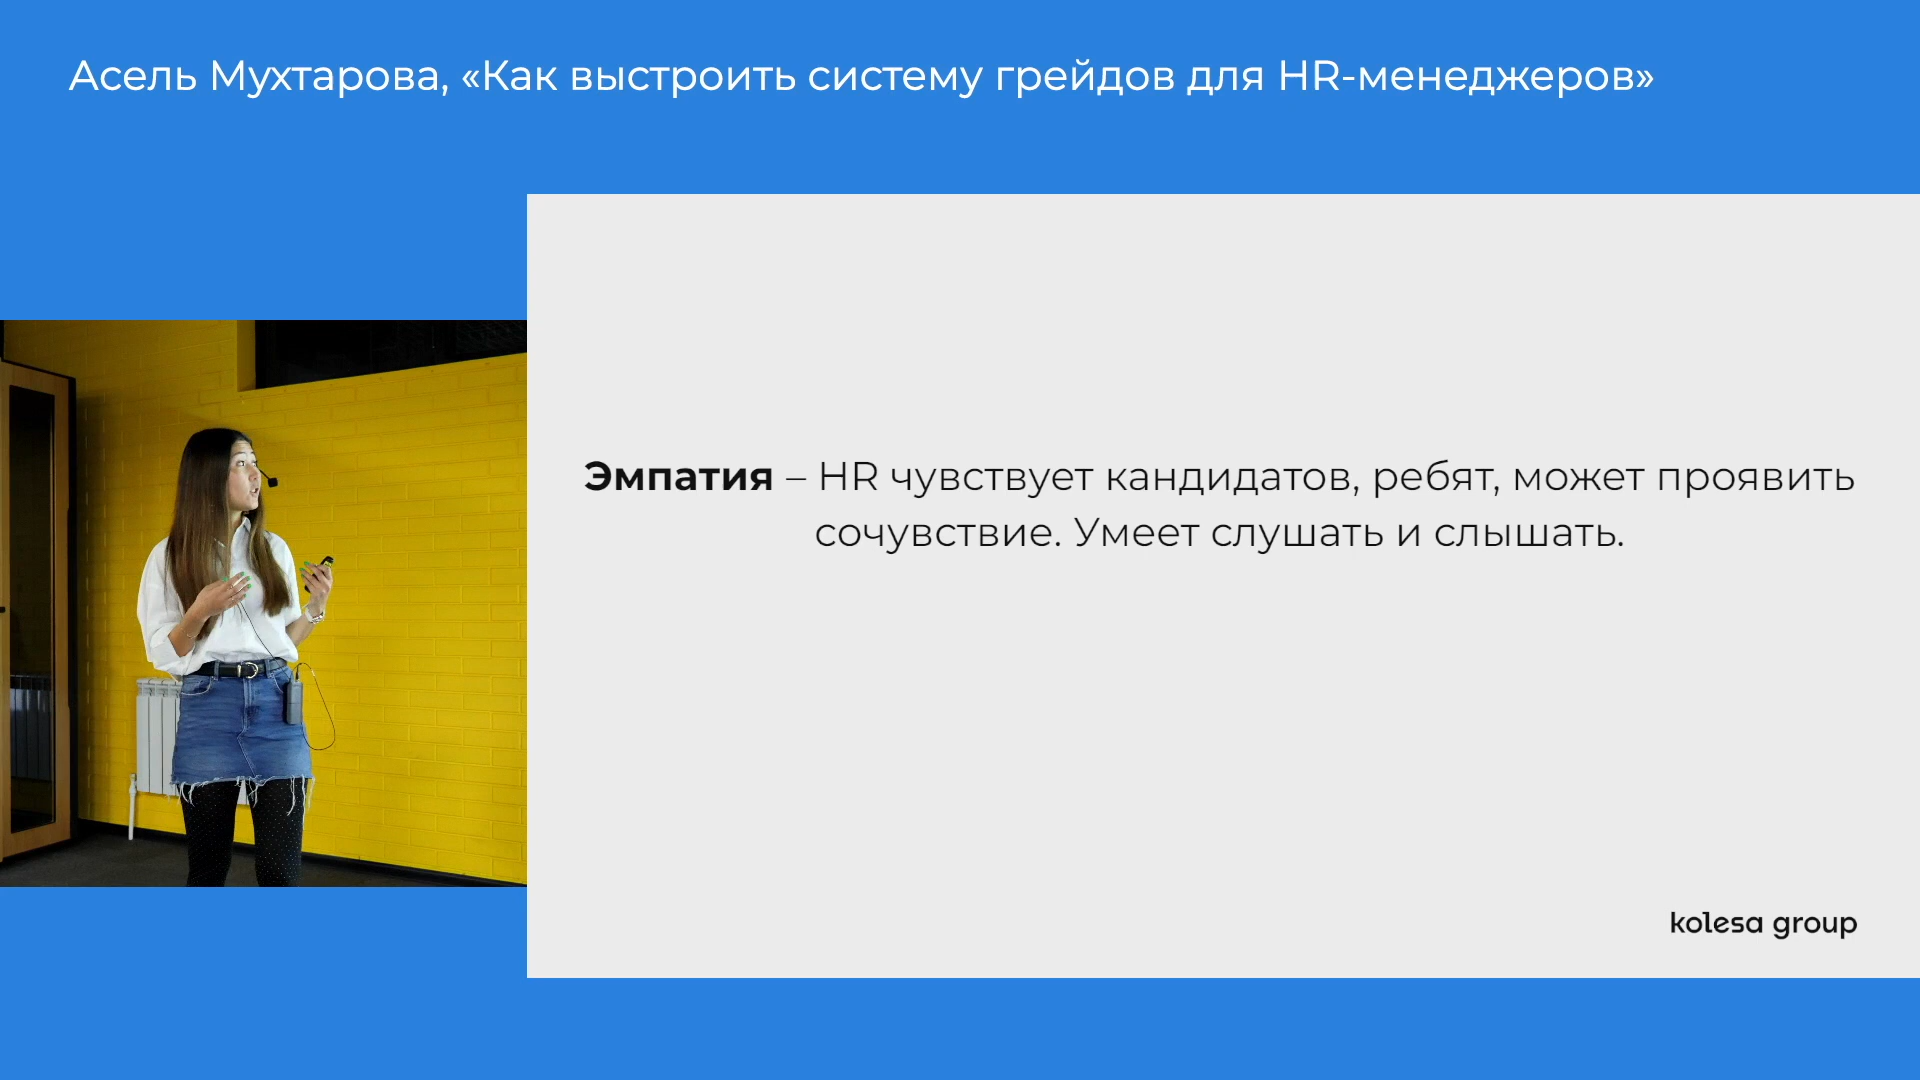 Асель Мухтарова, «Как выстроить систему грейдов для HR-менеджеров»
Эмпатия – HR чувствует кандидатов, ребят, может проявить
сочувствие. Умеет слушать и слышать.
kolesa group